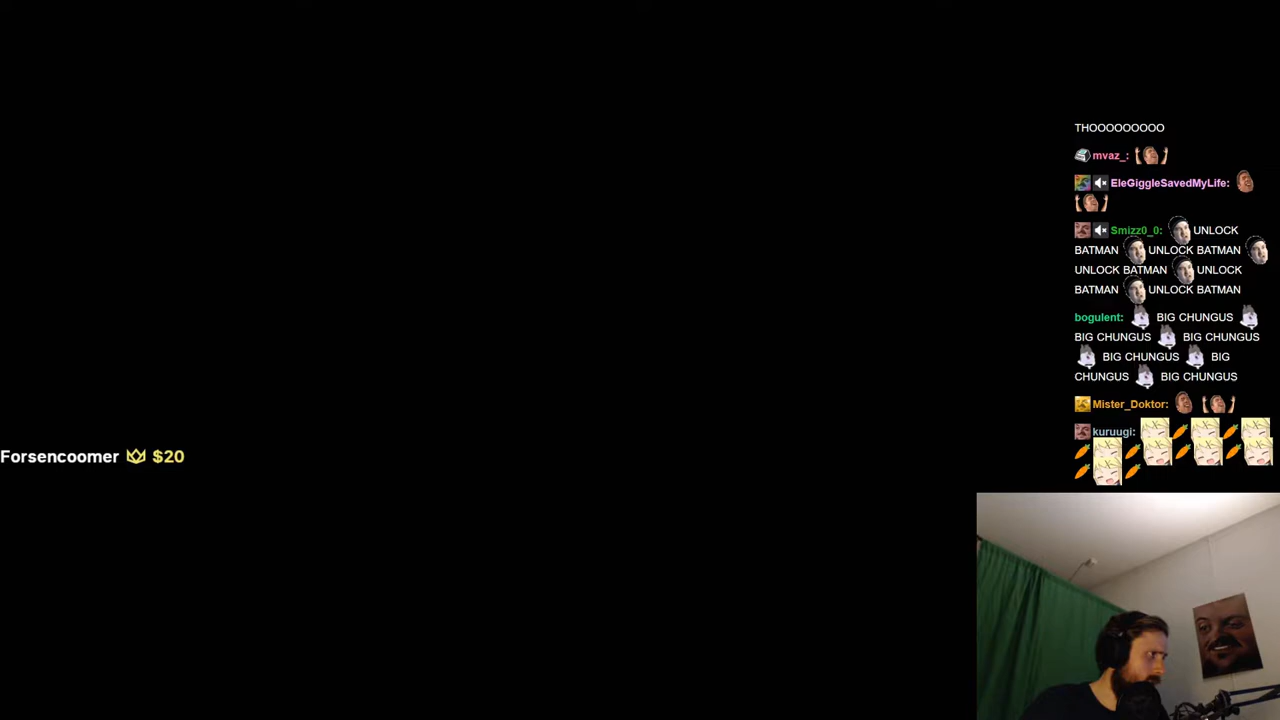 THOOOOOOOOO
mvaz_:
EleGiggleSavedMyLife:
Smizz0_0: UNLOCK
BATMAN UNLOCK BATMAN
UNLOCK BATMAN UNLOCK
BATMAN UNLOCK BATMAN
bogulent: BIG CHUNGUS
BIG CHUNGUS BIG CHUNGUS
BIG CHUNGUS BIG
CHUNGUS BIG CHUNGUS
Mister_Doktor:
kuruugi:
Forsencoomer $20